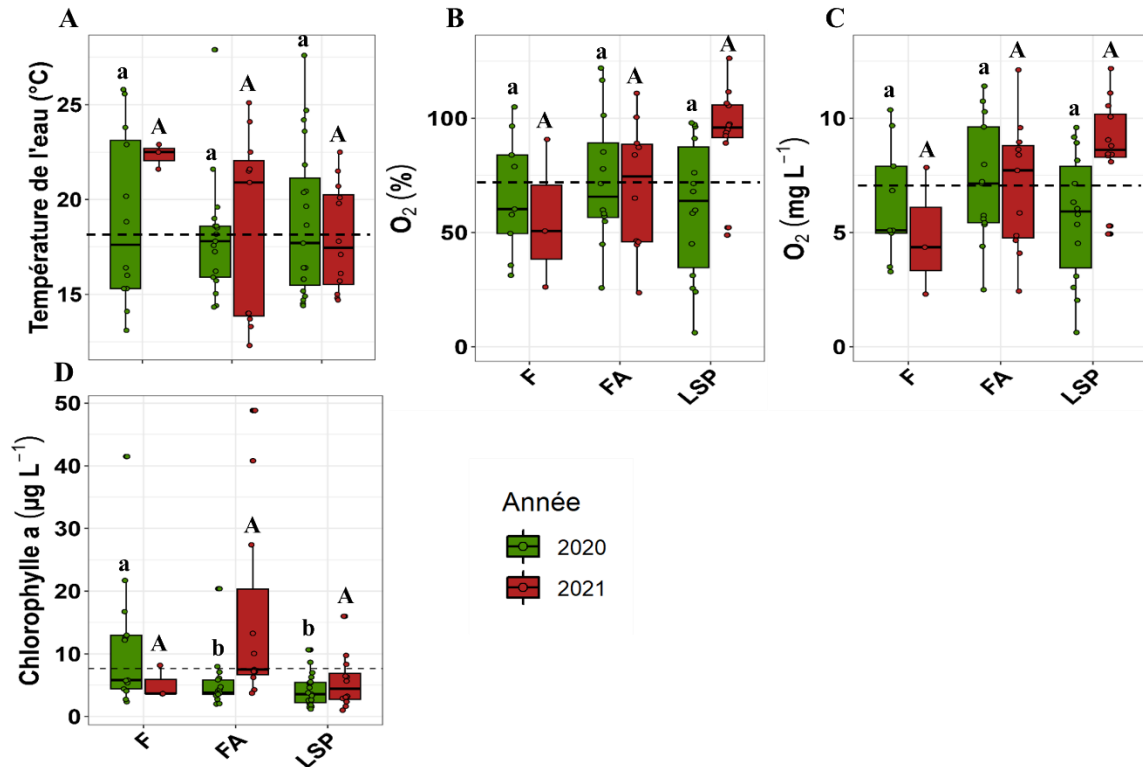 A
Température de l'eau (°C)
25
20
15
a
A
a
A
a
A
B
O₂ (%)
100
50
0
a
A
a
A
a
A
F
FA
LSP
C
O₂ (mg L⁻¹)
10
5
0
a
A
a
A
a
A
F
FA
LSP
D
Chlorophylle a (µg L⁻¹)
50
40
30
20
10
0
a
A
b
A
b
A
F
FA
LSP
Année
2020
2021